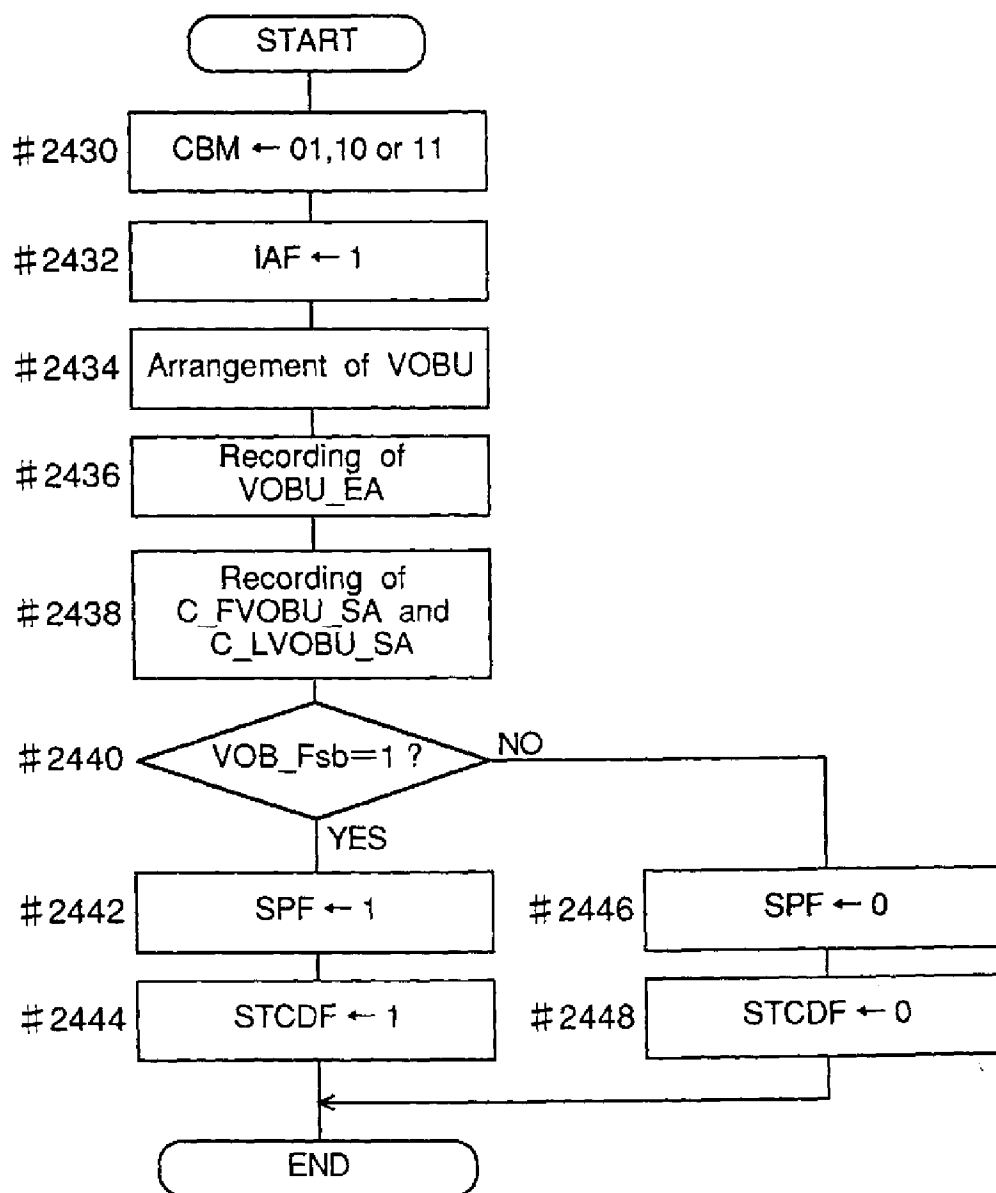 START
#2430
CBM ← 01,10 or 11
#2432
IAF ← 1
#2434
Arrangement of VOBU
#2436
Recording of
VOBU_EA
#2438
Recording of
C_FVOBU_SA and
C_LVOBU_SA
#2440
VOB_Fsb=1 ?
NO
YES
#2442
SPF ← 1
#2446
SPF ← 0
#2444
STCDF ← 1
#2448
STCDF ← 0
END